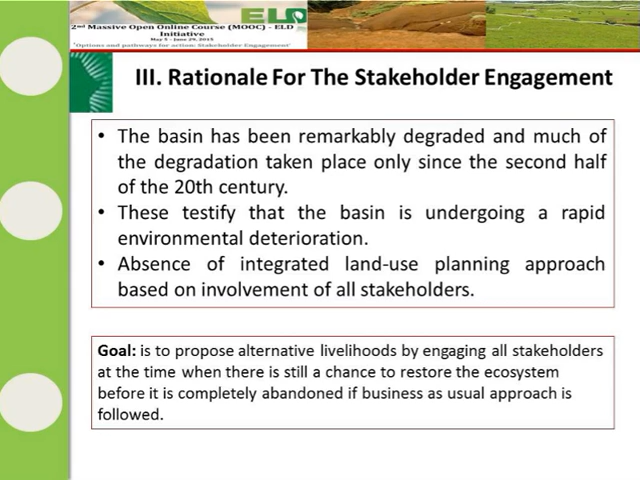 ELD
2nd Massive Open Online Course (MOOC) - ELD
Initiative
May 5 - June 29, 2015
"Options and pathways for action: Stakeholder Engagement"
III. Rationale For The Stakeholder Engagement
• The basin has been remarkably degraded and much of
the degradation taken place only since the second half
of the 20th century.
• These testify that the basin is undergoing a rapid
environmental deterioration.
• Absence of integrated land-use planning approach
based on involvement of all stakeholders.
Goal: is to propose alternative livelihoods by engaging all stakeholders
at the time when there is still a chance to restore the ecosystem
before it is completely abandoned if business as usual approach is
followed.